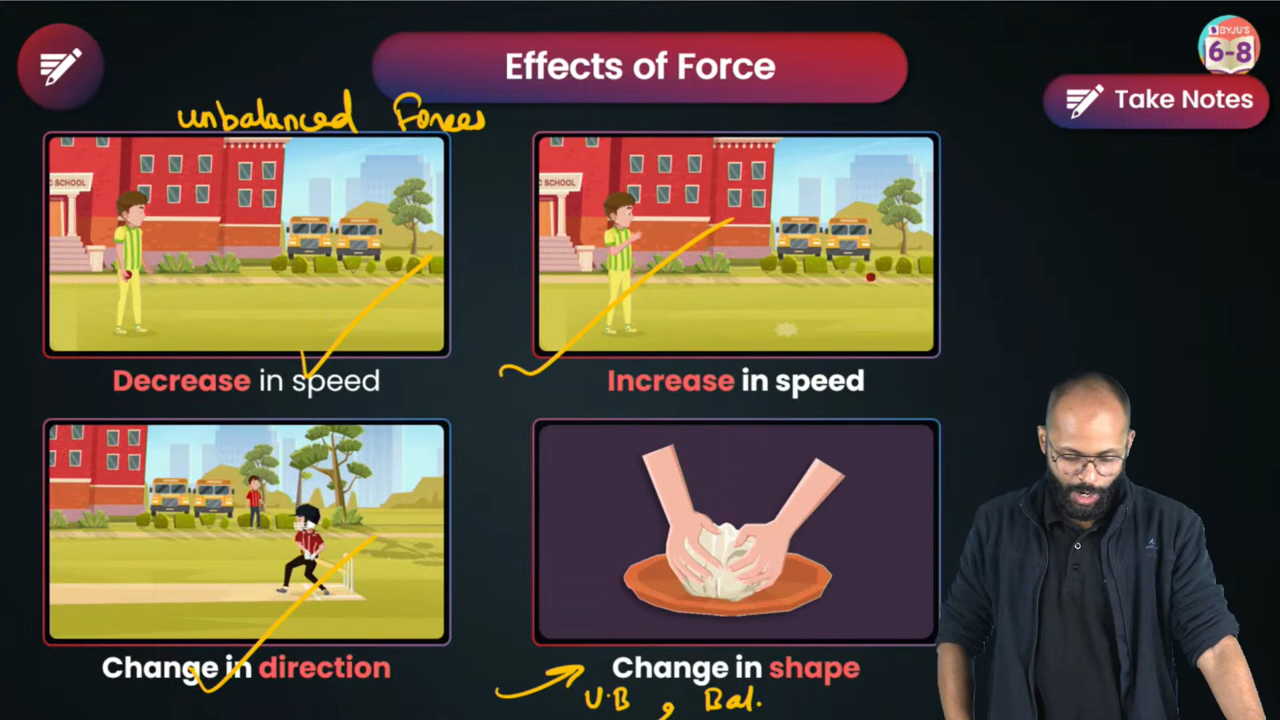 Effects of Force
BYJU'S
6-8
Take Notes
unbalanced Forces
C SCHOOL
C SCHOOL
Decrease in speed
Increase in speed
Change in direction
Change in shape
U.B , Bal.